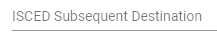 ISCED Subsequent Destination